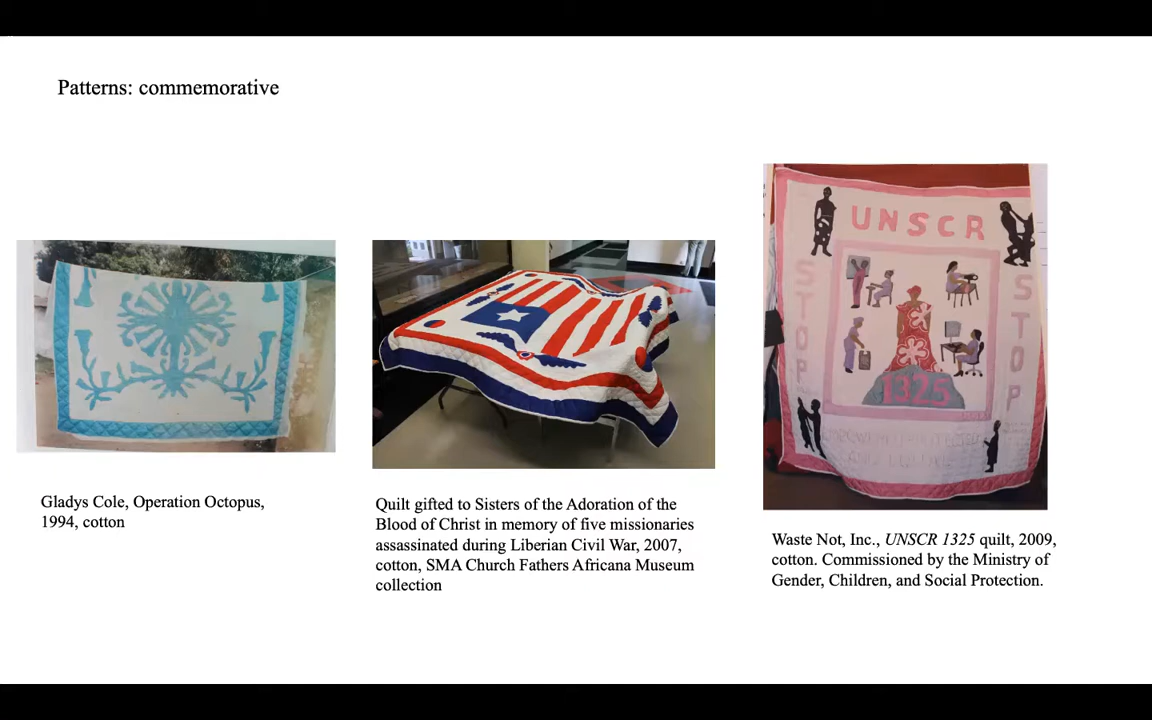 Patterns: commemorative
Gladys Cole, Operation Octopus,
1994, cotton
Quilt gifted to Sisters of the Adoration of the
Blood of Christ in memory of five missionaries
assassinated during Liberian Civil War, 2007,
cotton, SMA Church Fathers Africana Museum
collection
UNSCR
STOP
STOP
1325
Waste Not, Inc., UNSCR 1325 quilt, 2009,
cotton. Commissioned by the Ministry of
Gender, Children, and Social Protection.